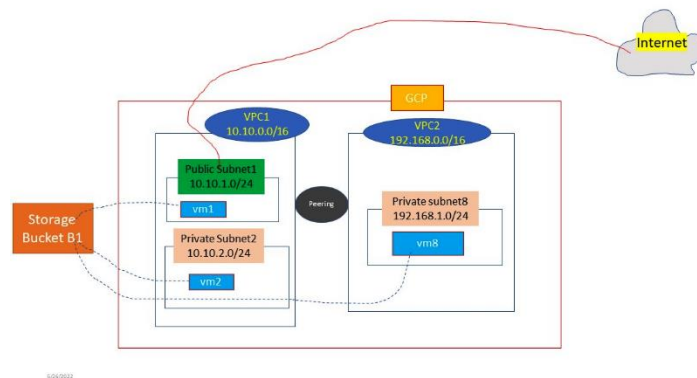 Internet
GCP
VPC1
10.10.0.0/16
VPC2
192.168.0.0/16
Public Subnet1
10.10.1.0/24
vm1
Peering
Private subnet8
192.168.1.0/24
vm8
Storage
Bucket B1
Private Subnet2
10.10.2.0/24
vm2